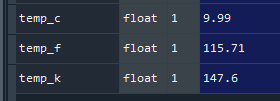 temp_c float 1 9.99
temp_f float 1 115.71
temp_k float 1 147.6